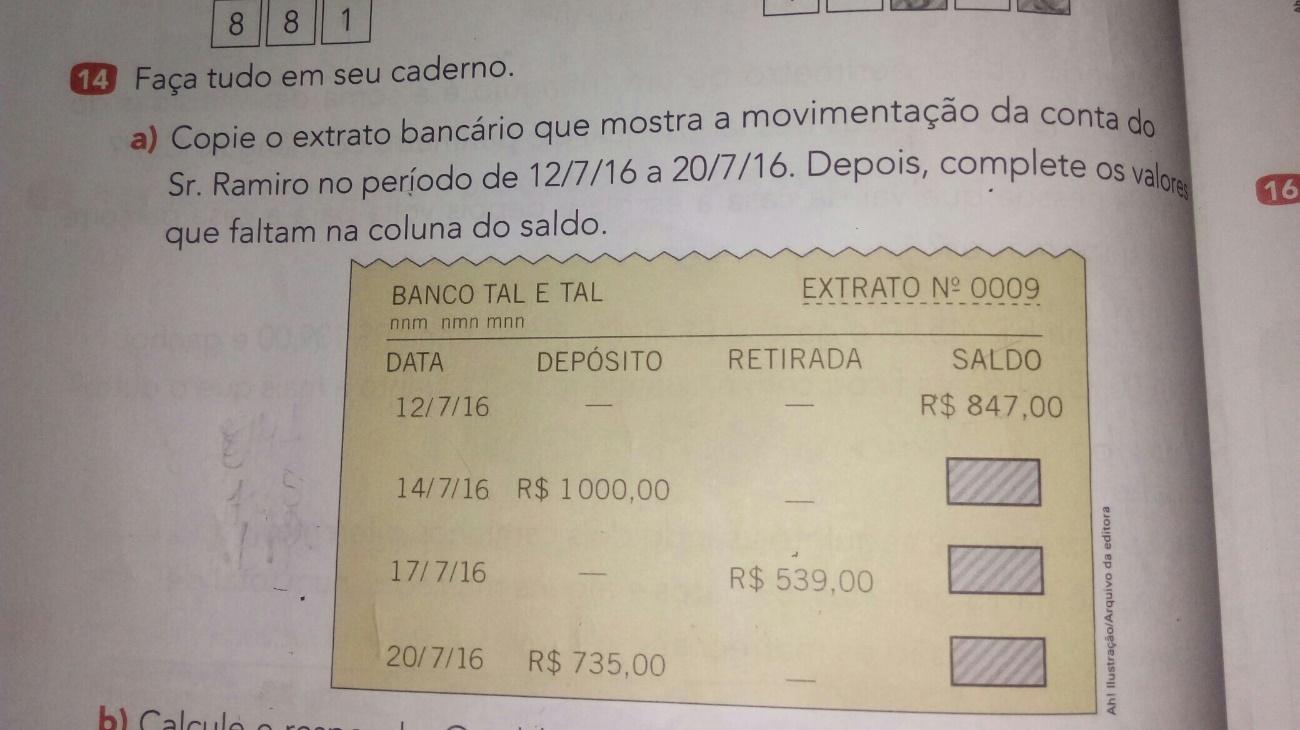 8 8 1
14 Faça tudo em seu caderno.
a) Copie o extrato bancário que mostra a movimentação da conta do
Sr. Ramiro no período de 12/7/16 a 20/7/16. Depois, complete os valores
que faltam na coluna do saldo.
BANCO TAL E TAL EXTRATO Nº 0009
nnm nmn mnn
DATA DEPÓSITO RETIRADA SALDO
12/7/16 — — R$ 847,00
14/7/16 R$ 1000,00 —
17/7/16 — R$ 539,00
20/7/16 R$ 735,00 —
Ah! Ilustração/Arquivo da editora
b) Calcule e
16